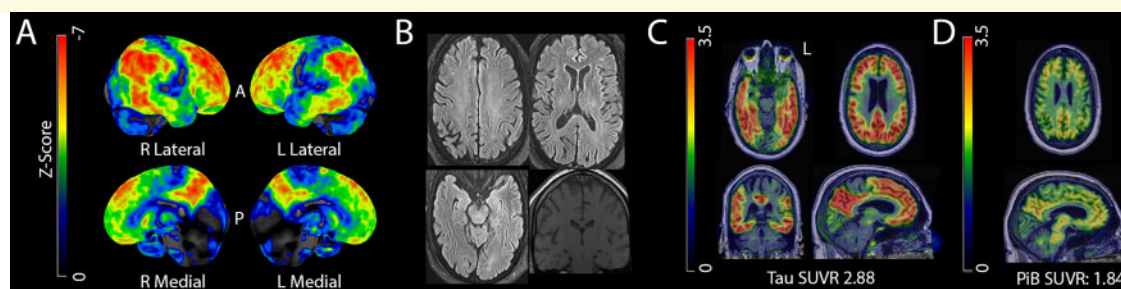 A
-7
Z-Score
0
R Lateral
L Lateral
A
P
R Medial
L Medial
B
C
3.5
0
L
Tau SUVR 2.88
D
3.5
0
PiB SUVR: 1.84